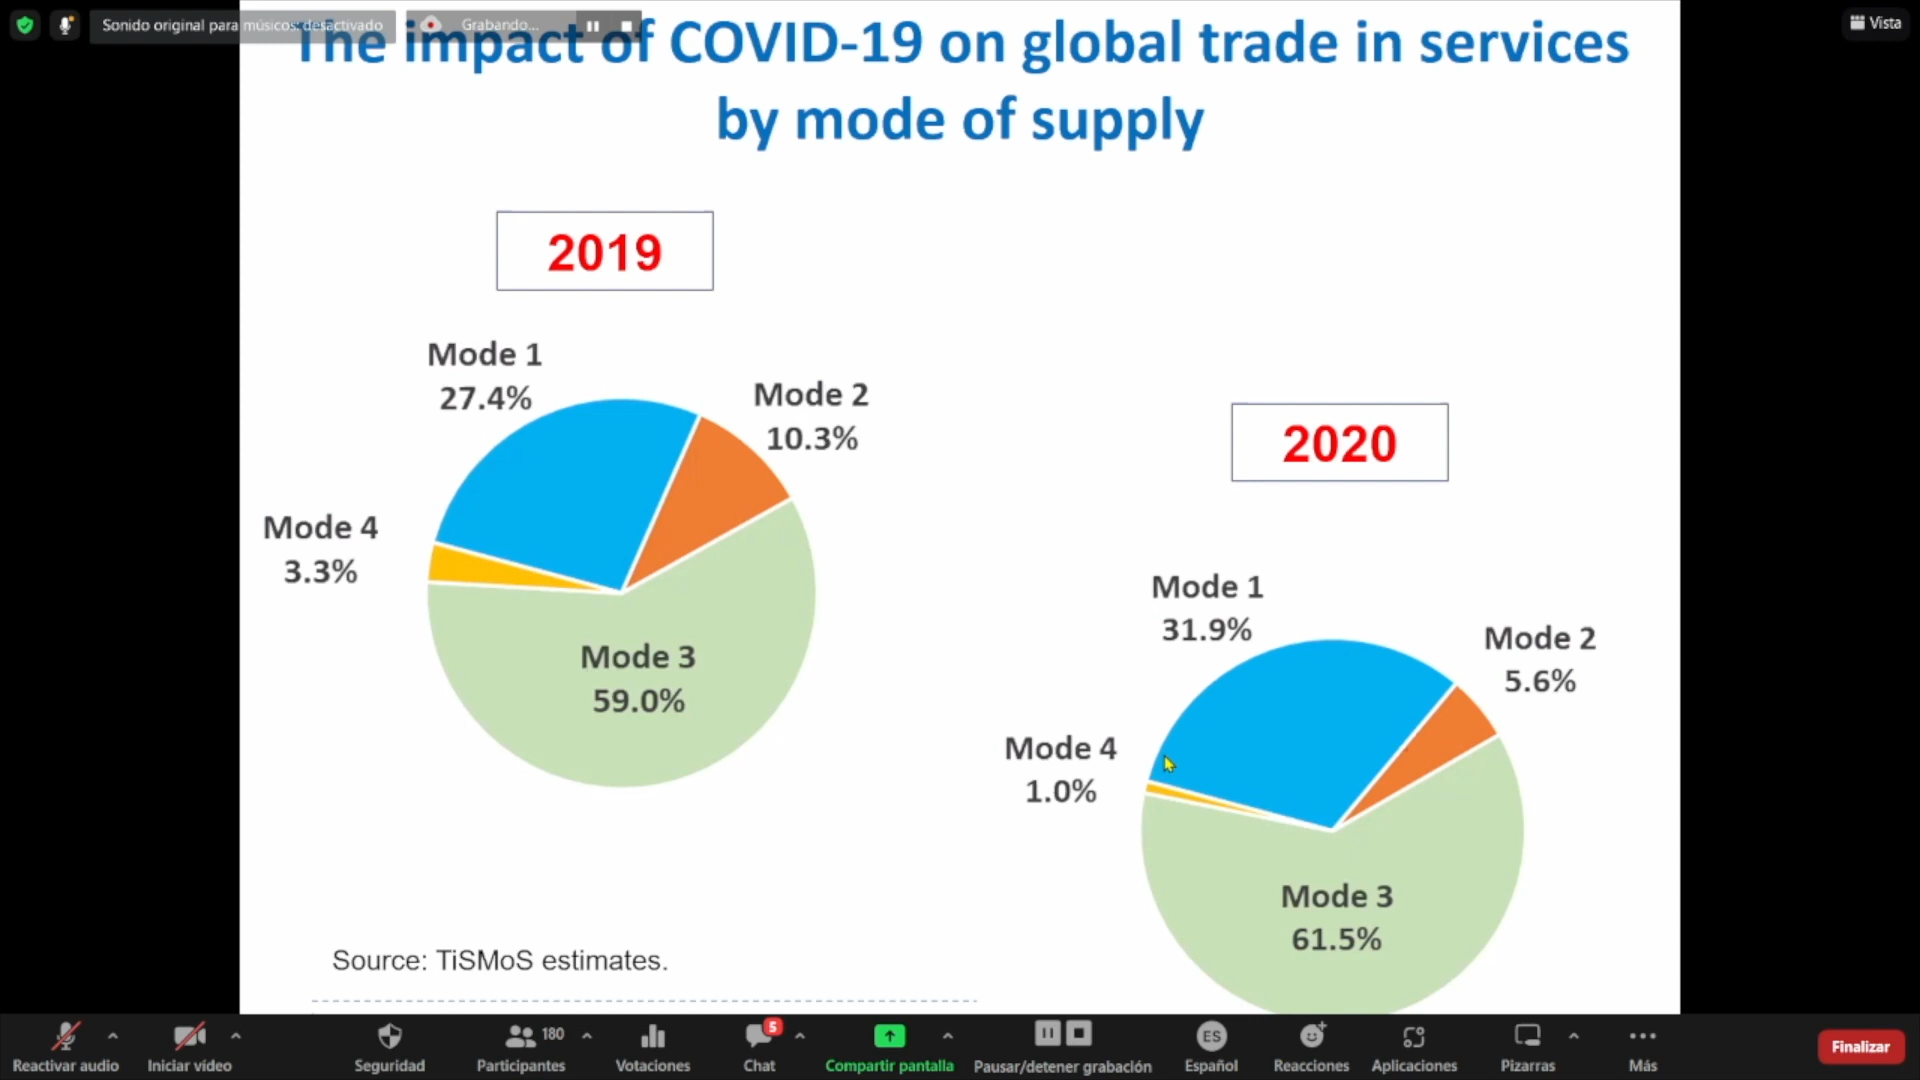 Sonido original para músicos: desactivado
Grabando...
Vista
The impact of COVID-19 on global trade in services
by mode of supply
2019
Mode 1
27.4%
Mode 2
10.3%
Mode 4
3.3%
Mode 3
59.0%
2020
Mode 1
31.9%
Mode 2
5.6%
Mode 4
1.0%
Mode 3
61.5%
Source: TiSMoS estimates.
Reactivar audio
Iniciar video
Seguridad
180
Participantes
Votaciones
5
Chat
Compartir pantalla
Pausar/detener grabación
ES
Español
Reacciones
Aplicaciones
Pizarras
Más
Finalizar